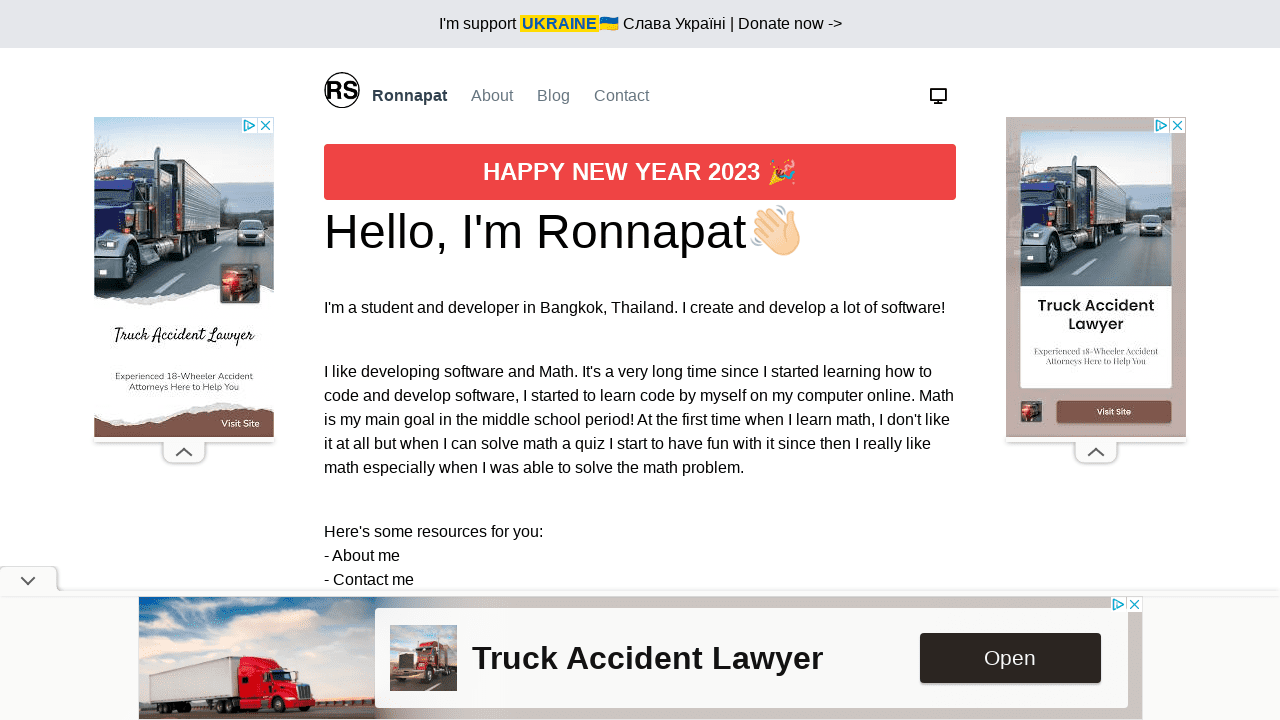 I'm support UKRAINE🇺🇦 Слава Україні | Donate now ->
RS Ronnapat About Blog Contact
HAPPY NEW YEAR 2023 🎉
Hello, I'm Ronnapat👋🏻
I'm a student and developer in Bangkok, Thailand. I create and develop a lot of software!
I like developing software and Math. It's a very long time since I started learning how to
code and develop software, I started to learn code by myself on my computer online. Math
is my main goal in the middle school period! At the first time when I learn math, I don't like
it at all but when I can solve math a quiz I start to have fun with it since then I really like
math especially when I was able to solve the math problem.
Here's some resources for you:
- About me
- Contact me
Truck Accident Lawyer
Experienced 18-Wheeler Accident
Attorneys Here to Help You
Visit Site
Truck Accident
Lawyer
Experienced 18-Wheeler Accident
Attorneys Here to Help You
Visit Site
Truck Accident Lawyer
Open